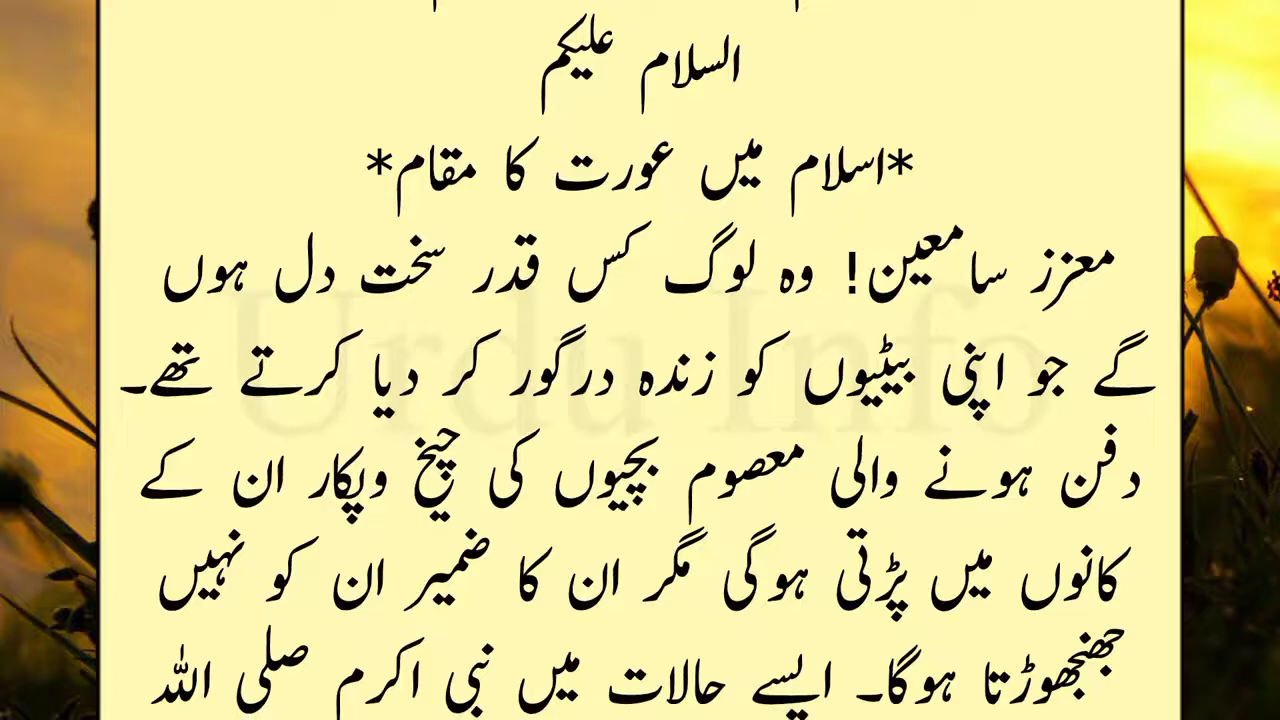 السلام علیکم
*اسلام میں عورت کا مقام*
معزز سامعین! وہ لوگ کس قدر سخت دل ہوں
گے جو اپنی بیٹیوں کو زندہ درگور کر دیا کرتے تھے۔
دفن ہونے والی معصوم بچیوں کی چیخ وپکار ان کے
کانوں میں پڑتی ہوگی مگر ان کا ضمیر ان کو نہیں
جھنجھوڑتا ہوگا۔ ایسے حالات میں نبی اکرم صلی اللہ
Urdu Info